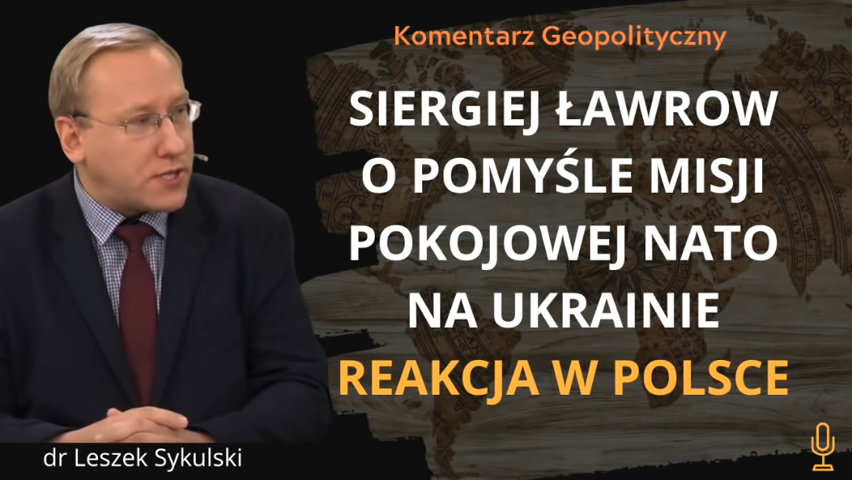 Komentarz Geopolityczny
SIERGIEJ ŁAWROW
O POMYŚLE MISJI
POKOJOWEJ NATO
NA UKRAINIE
REAKCJA W POLSCE
dr Leszek Sykulski